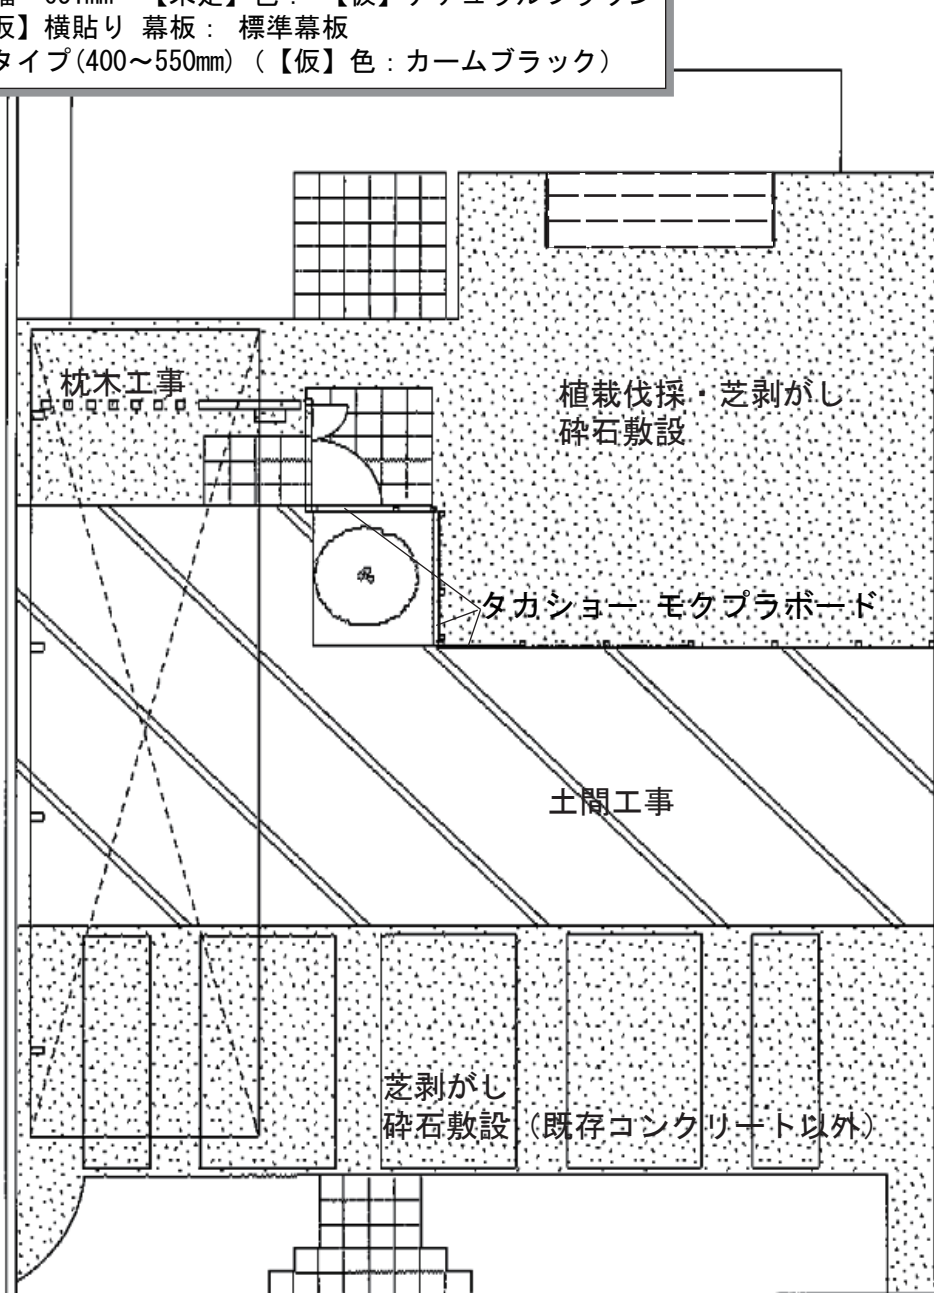 【仮】横貼り 幕板： 標準幕板
タイプ(400～550mm)（【仮】色：カームブラック）
枕木工事
植栽伐採・芝剥がし
砕石敷設
タカショー モクプラボード
土間工事
芝剥がし
砕石敷設（既存コンクリート以外）